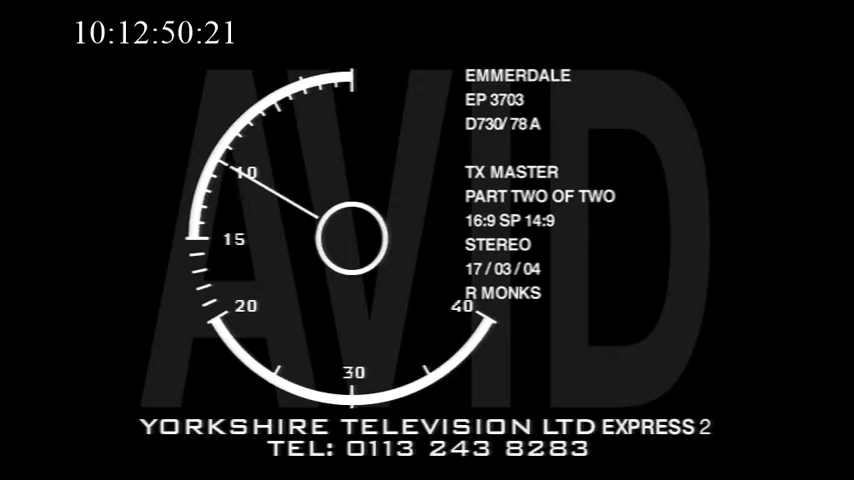 10:12:50:21
AVID
EMMERDALE
EP 3703
D730/78A
TX MASTER
PART TWO OF TWO
16:9 SP 14:9
STEREO
17/03/04
R MONKS
10
15
20
40
30
YORKSHIRE TELEVISION LTD EXPRESS 2
TEL: 0113 243 8283